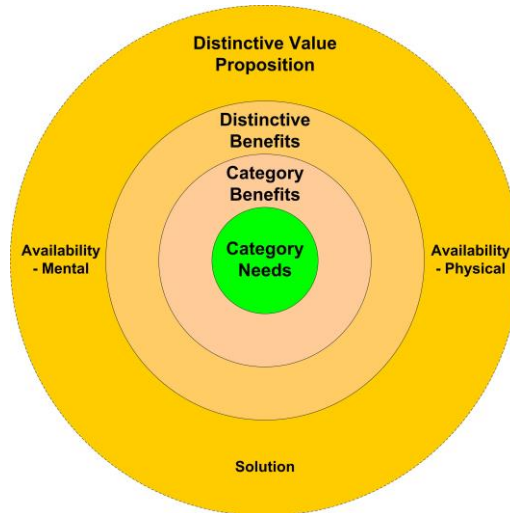 Distinctive Value
Proposition
Distinctive
Benefits
Category
Benefits
Category
Needs
Availability
- Mental
Availability
- Physical
Solution